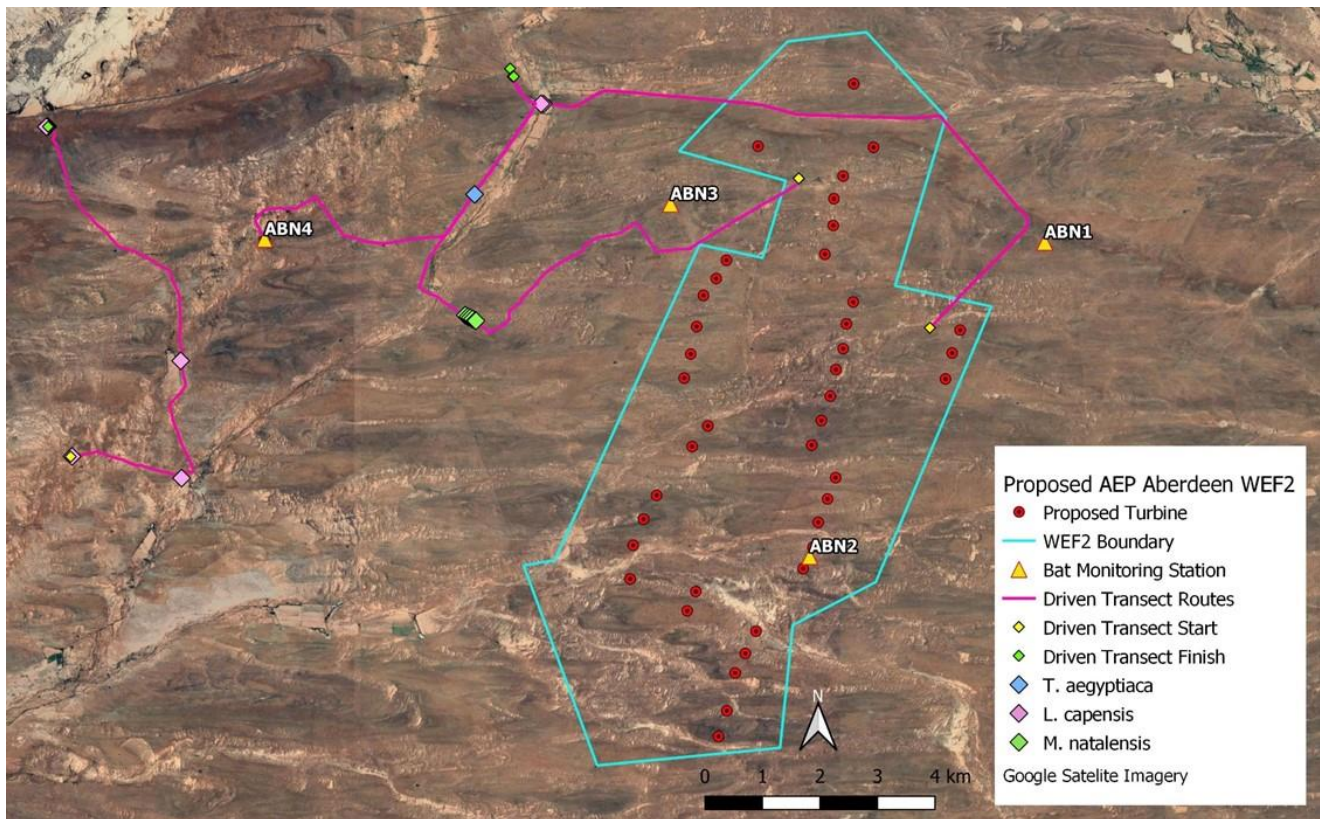 ABN3
ABN4
ABN1
ABN2
Proposed AEP Aberdeen WEF2
Proposed Turbine
WEF2 Boundary
Bat Monitoring Station
Driven Transect Routes
Driven Transect Start
Driven Transect Finish
T. aegyptiaca
L. capensis
M. natalensis
Google Satelite Imagery
N
0 1 2 3 4 km